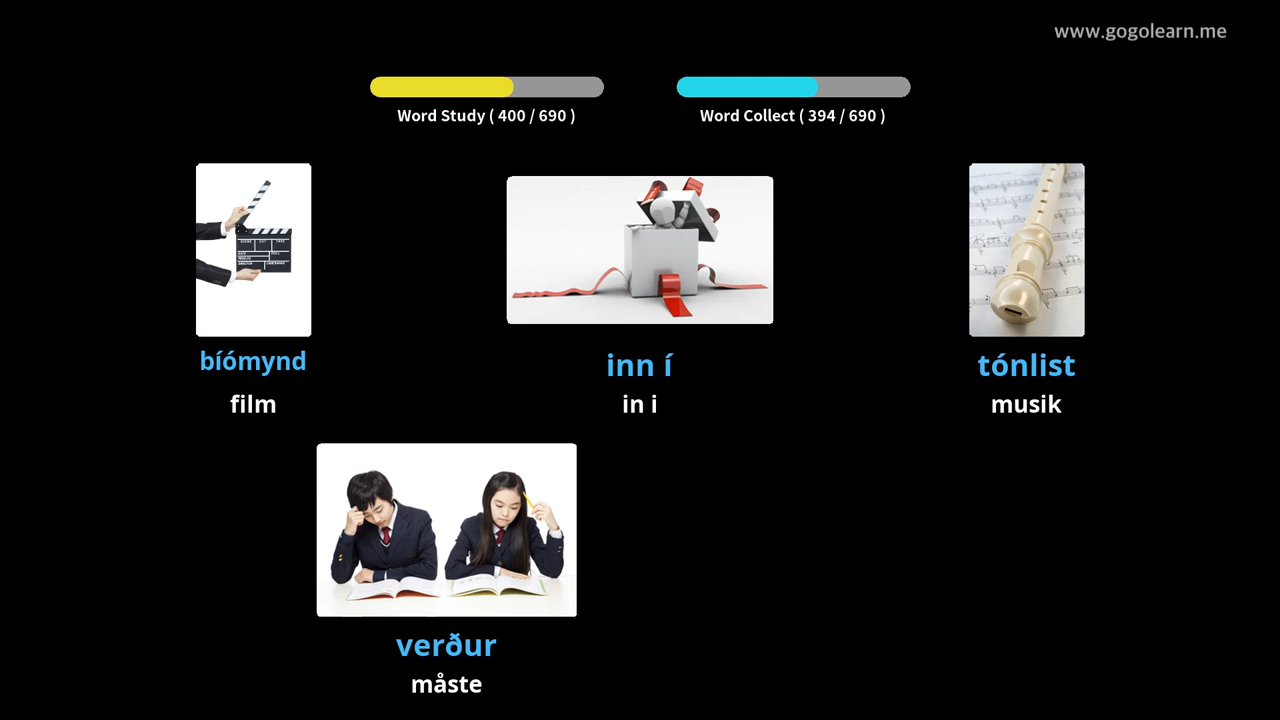 www.gogolearn.me
Word Study ( 400 / 690 )
Word Collect ( 394 / 690 )
bíómynd
film
inn í
in i
tónlist
musik
verður
måste